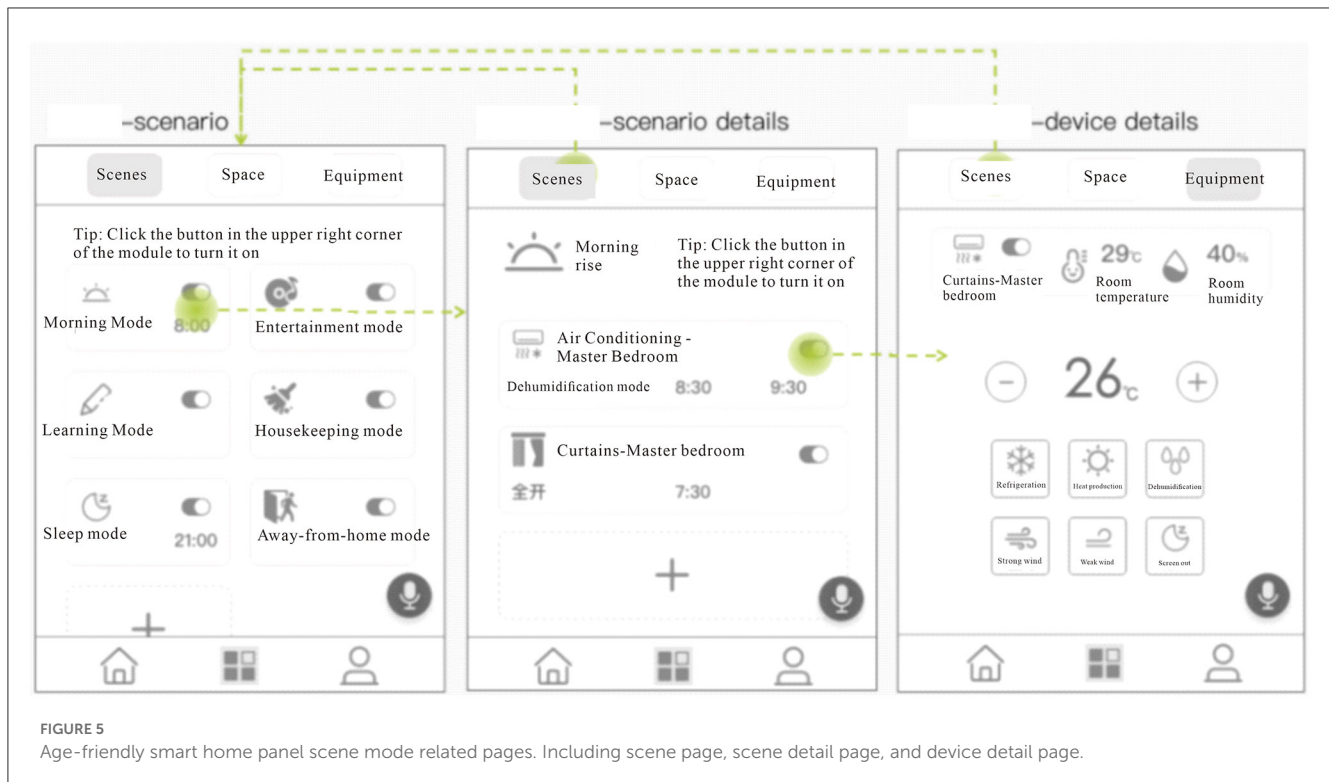 -scenario
Scenes
Space
Equipment
Tip: Click the button in the upper right corner
of the module to turn it on
Morning Mode
8:00
Entertainment mode
Learning Mode
Housekeeping mode
Sleep mode
21:00
Away-from-home mode
-scenario details
Scenes
Space
Equipment
Morning
rise
Tip: Click the button in
the upper right corner of
the module to turn it on
Air Conditioning -
Master Bedroom
Dehumidification mode
8:30
9:30
Curtains-Master bedroom
全开
7:30
-device details
Scenes
Space
Equipment
Curtains-Master
bedroom
29℃
Room
temperature
40%
Room
humidity
26℃
Refrigeration
Heat production
Dehumidification
Strong wind
Weak wind
Screen out
FIGURE 5
Age-friendly smart home panel scene mode related pages. Including scene page, scene detail page, and device detail page.